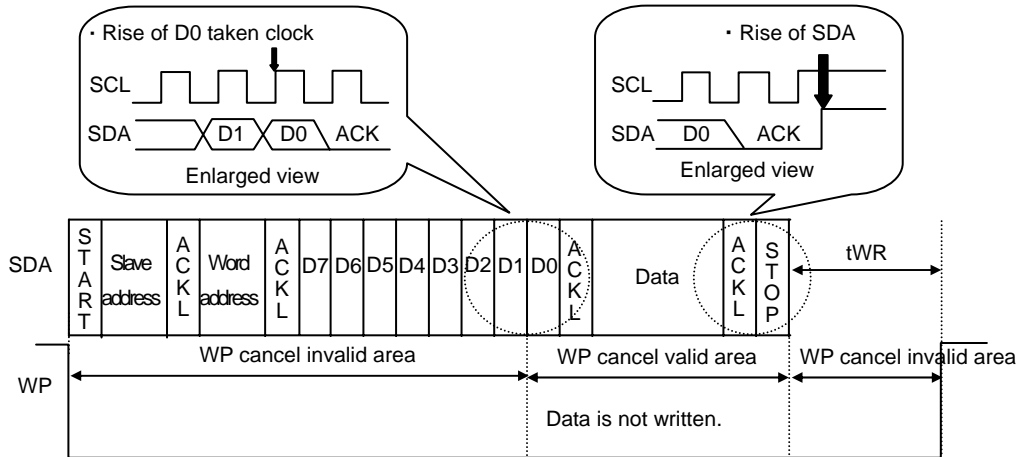 ・Rise of D0 taken clock
SCL
SDA D1 D0 ACK
Enlarged view
・Rise of SDA
SCL
SDA D0 ACK
Enlarged view
SDA START Slave address ACKL Word address ACKL D7 D6 D5 D4 D3 D2 D1 D0 ACKL Data ACKL STOP tWR
WP cancel invalid area WP cancel valid area WP cancel invalid area
WP
Data is not written.